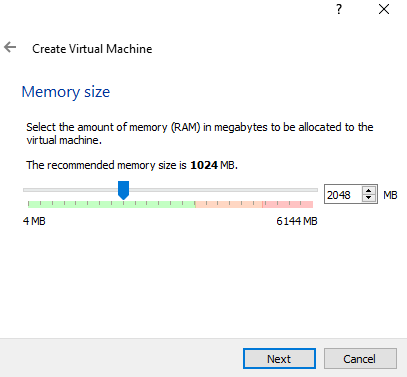 ?
Create Virtual Machine
Memory size
Select the amount of memory (RAM) in megabytes to be allocated to the
virtual machine.
The recommended memory size is 1024 MB.
2048 MB
4 MB 6144 MB
Next Cancel